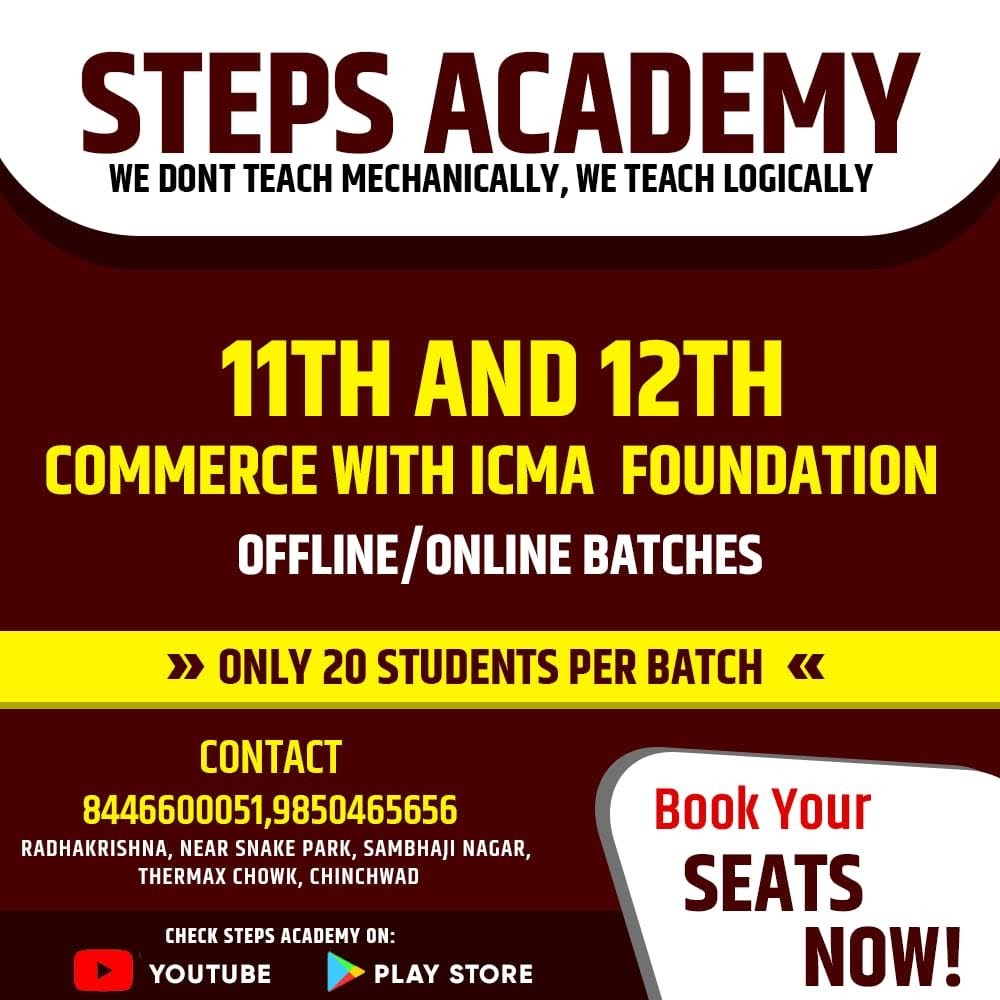 STEPS ACADEMY
WE DONT TEACH MECHANICALLY, WE TEACH LOGICALLY
11TH AND 12TH
COMMERCE WITH ICMA FOUNDATION
OFFLINE/ONLINE BATCHES
» ONLY 20 STUDENTS PER BATCH «
CONTACT
8446600051,9850465656
RADHAKRISHNA, NEAR SNAKE PARK, SAMBHAJI NAGAR,
THERMAX CHOWK, CHINCHWAD
CHECK STEPS ACADEMY ON:
YOUTUBE PLAY STORE
Book Your
SEATS
NOW!